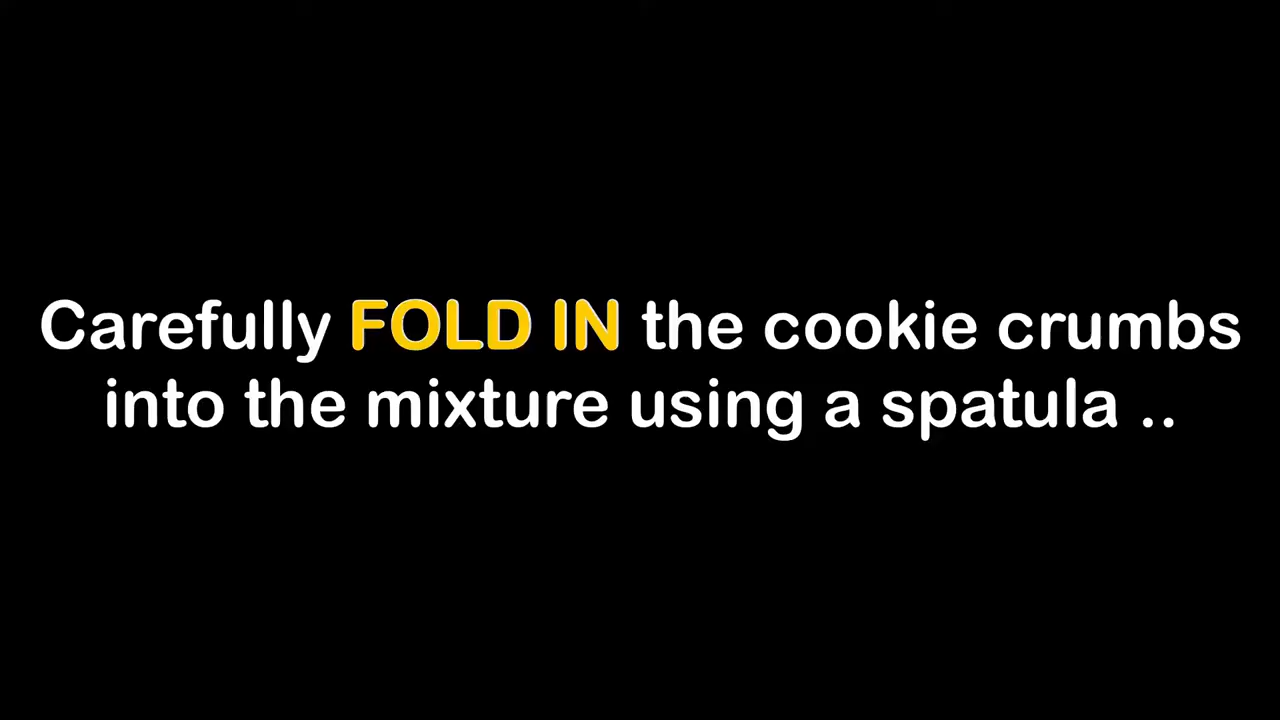 Carefully FOLD IN the cookie crumbs
into the mixture using a spatula ..